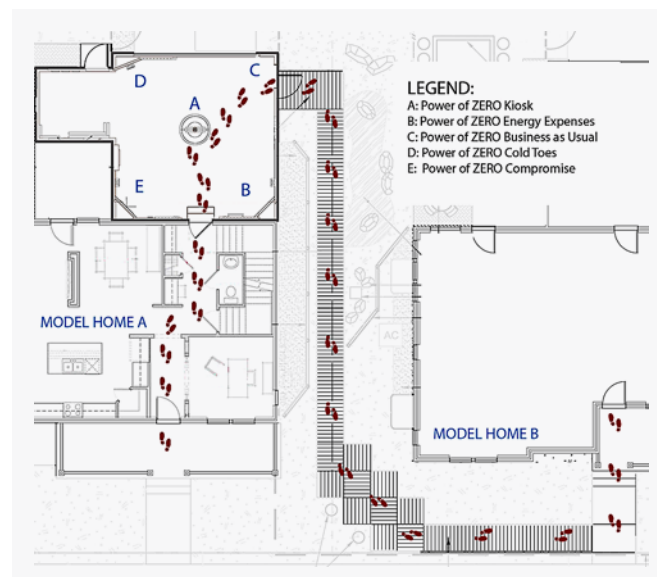 D
C
A
E
B
LEGEND:
A: Power of ZERO Kiosk
B: Power of ZERO Energy Expenses
C: Power of ZERO Business as Usual
D: Power of ZERO Cold Toes
E: Power of ZERO Compromise
MODEL HOME A
AC
MODEL HOME B